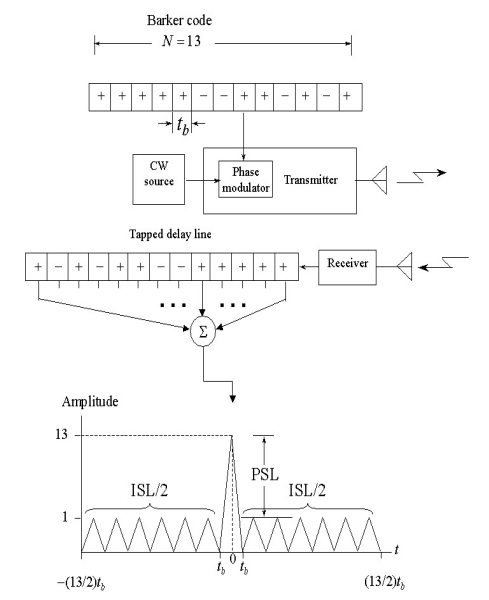 Barker code
N = 13
+ + + + + − − + + − + − +
t_b
CW source
Phase modulator
Transmitter
Tapped delay line
+ − + − + + − − + + + + +
Receiver
... ...
Σ
Amplitude
13
PSL
ISL/2 ISL/2
1
t
t_b 0 t_b
−(13/2)t_b (13/2)t_b